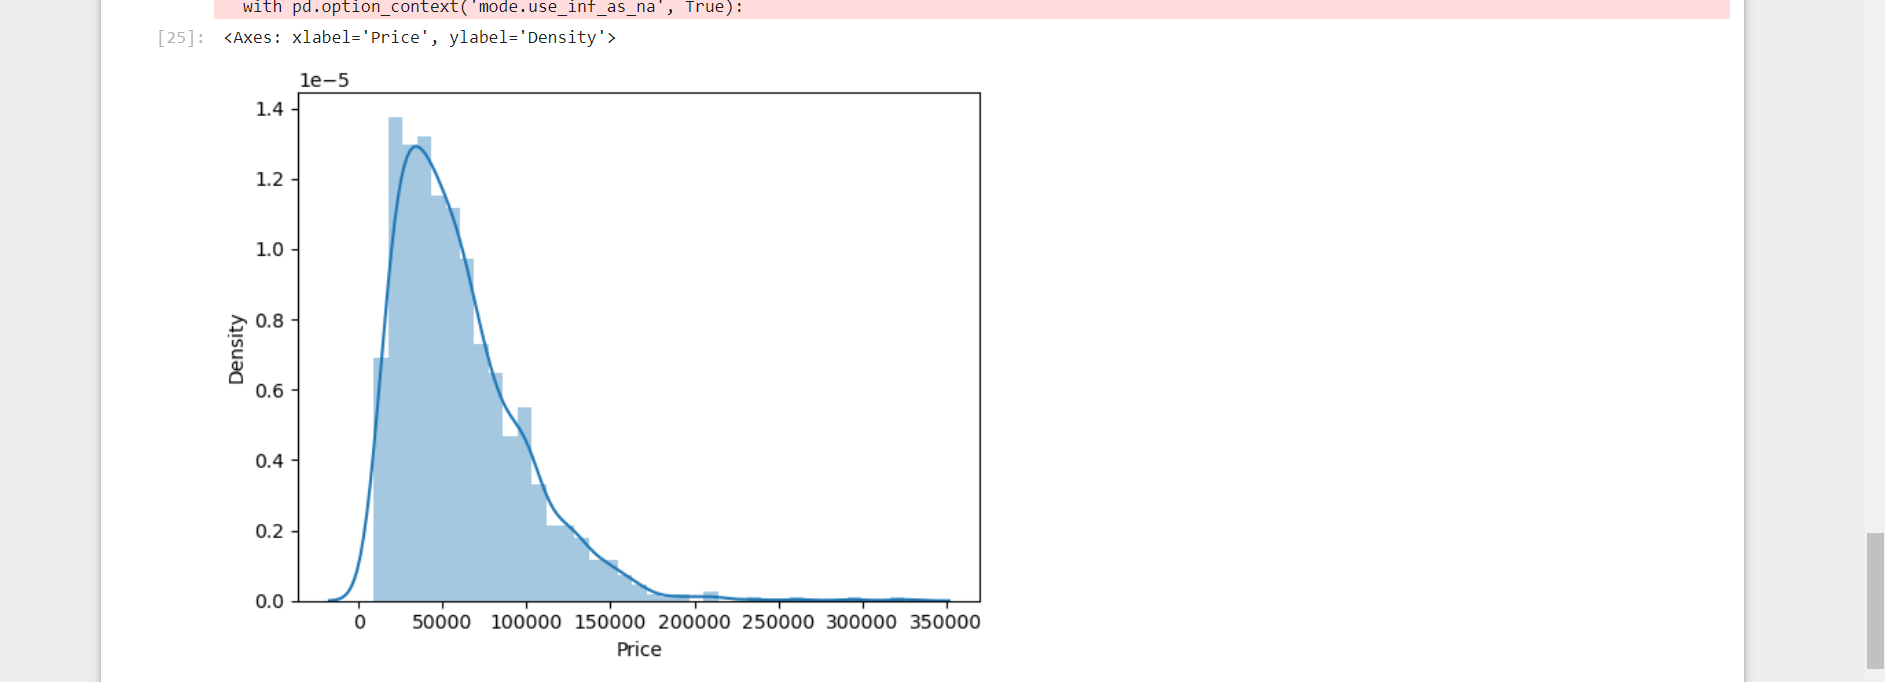 with pd.option_context('mode.use_inf_as_na', True):
[25]: <Axes: xlabel='Price', ylabel='Density'>
1e−5
1.4
1.2
1.0
0.8
0.6
0.4
0.2
0.0
Density
0 50000 100000 150000 200000 250000 300000 350000
Price